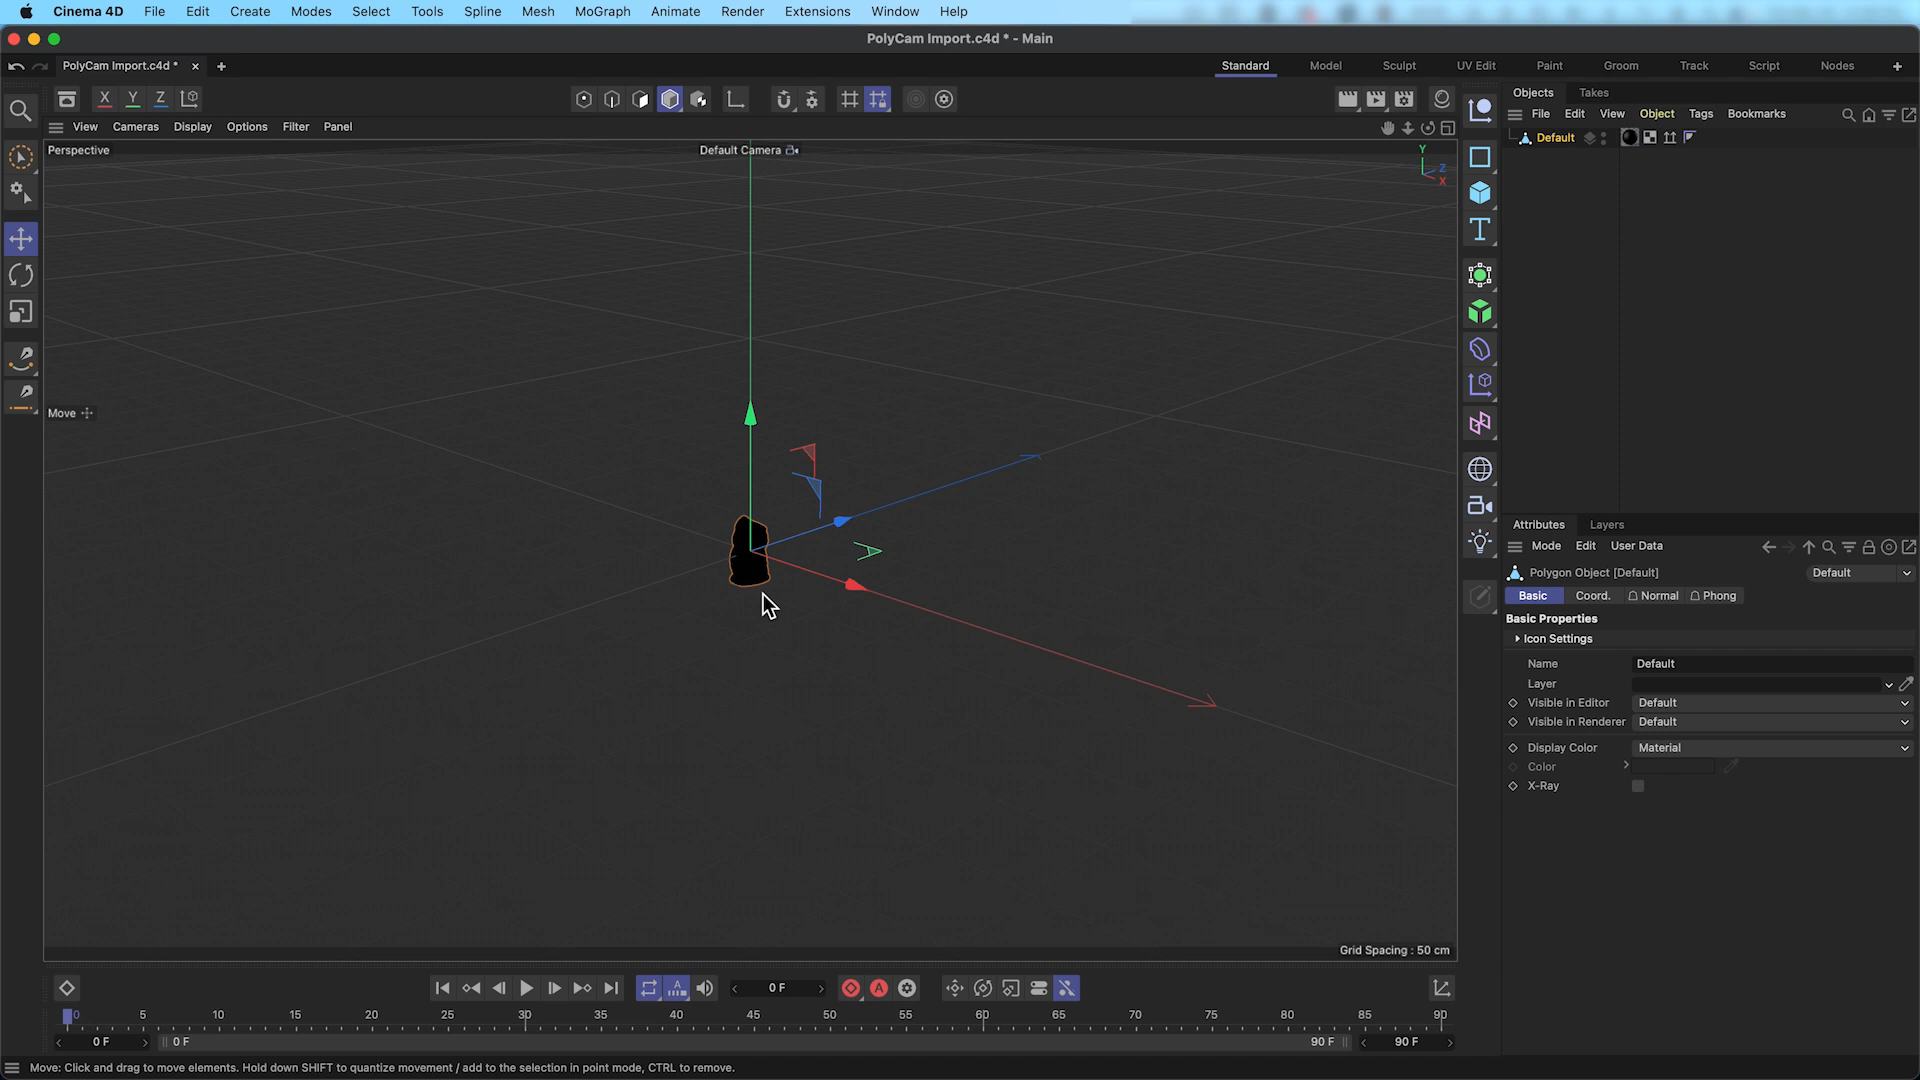 Cinema 4D File Edit Create Modes Select Tools Spline Mesh MoGraph Animate Render Extensions Window Help
PolyCam Import.c4d * - Main
PolyCam Import.c4d *
Standard Model Sculpt UV Edit Paint Groom Track Script Nodes
X Y Z
Objects Takes
File Edit View Object Tags Bookmarks
View Cameras Display Options Filter Panel
Default
Perspective
Default Camera
Y
Z
X
Move
Grid Spacing : 50 cm
Attributes Layers
Mode Edit User Data
Polygon Object [Default] Default
Basic Coord. Normal Phong
Basic Properties
Icon Settings
Name Default
Layer
Visible in Editor Default
Visible in Renderer Default
Display Color Material
Color
X-Ray
0 F
0 5 10 15 20 25 30 35 40 45 50 55 60 65 70 75 80 85 90
0 F 0 F 90 F 90 F
Move: Click and drag to move elements. Hold down SHIFT to quantize movement / add to the selection in point mode, CTRL to remove.